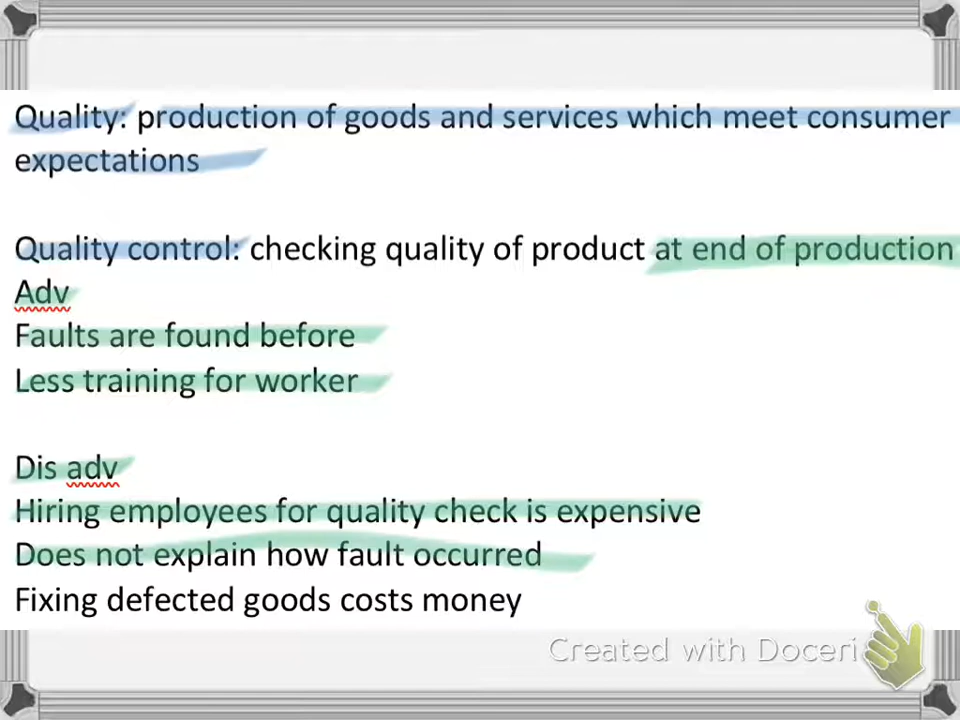 Quality: production of goods and services which meet consumer
expectations
Quality control: checking quality of product at end of production
Adv
Faults are found before
Less training for worker
Dis adv
Hiring employees for quality check is expensive
Does not explain how fault occurred
Fixing defected goods costs money
Created with Doceri